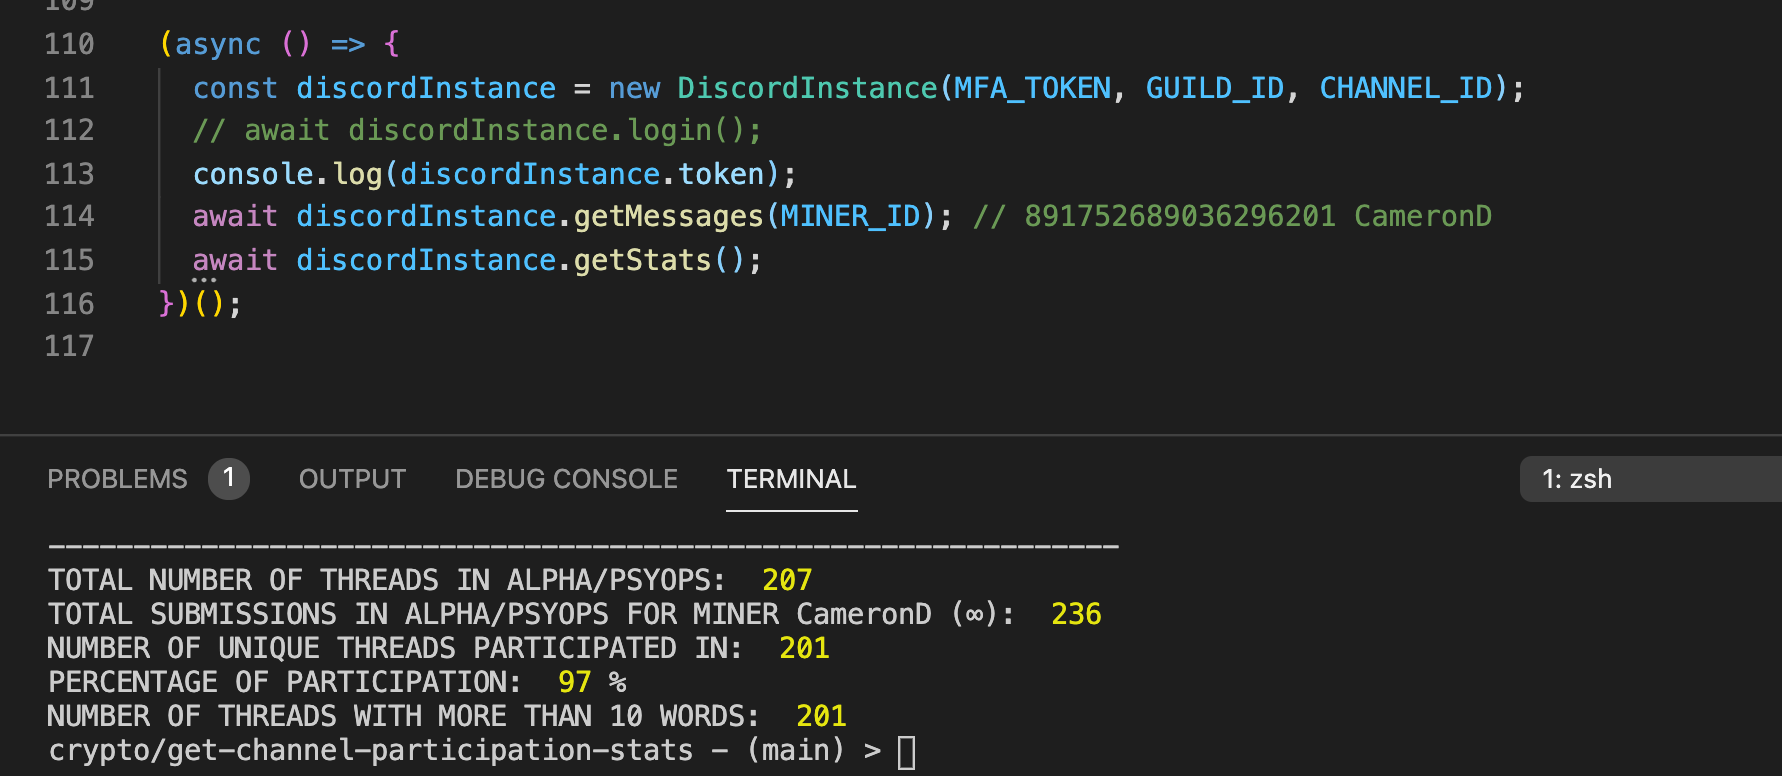 109
110 (async () => {
111 const discordInstance = new DiscordInstance(MFA_TOKEN, GUILD_ID, CHANNEL_ID);
112 // await discordInstance.login();
113 console.log(discordInstance.token);
114 await discordInstance.getMessages(MINER_ID); // 891752689036296201 CameronD
115 await discordInstance.getStats();
116 })();
117
PROBLEMS 1 OUTPUT DEBUG CONSOLE TERMINAL 1: zsh
---------------------------------------------------------------
TOTAL NUMBER OF THREADS IN ALPHA/PSYOPS: 207
TOTAL SUBMISSIONS IN ALPHA/PSYOPS FOR MINER CameronD (∞): 236
NUMBER OF UNIQUE THREADS PARTICIPATED IN: 201
PERCENTAGE OF PARTICIPATION: 97 %
NUMBER OF THREADS WITH MORE THAN 10 WORDS: 201
crypto/get-channel-participation-stats - (main) >